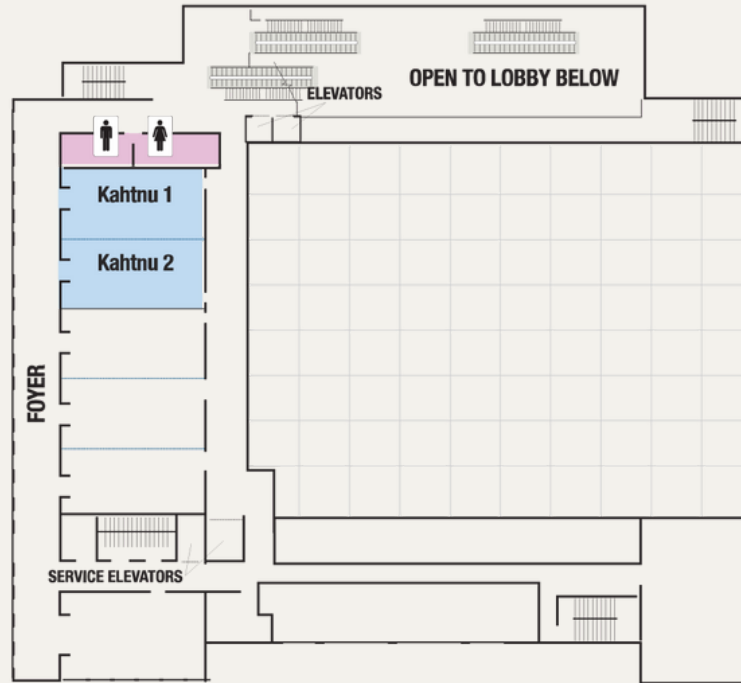 OPEN TO LOBBY BELOW
ELEVATORS
Kahtnu 1
Kahtnu 2
FOYER
SERVICE ELEVATORS